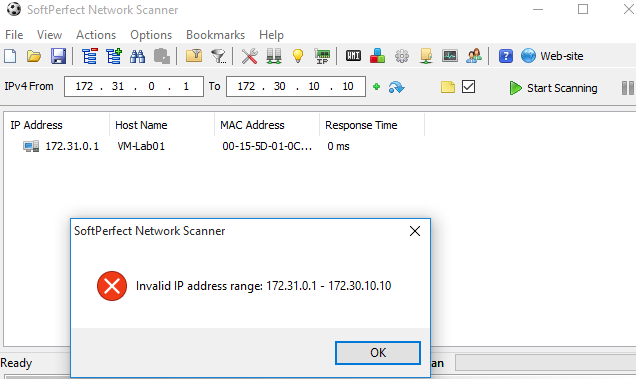 SoftPerfect Network Scanner
File View Actions Options Bookmarks Help
WMI IP ? Web-site
IPv4 From 172 . 31 . 0 . 1 To 172 . 30 . 10 . 10 Start Scanning
IP Address Host Name MAC Address Response Time
172.31.0.1 VM-Lab01 00-15-5D-01-0C... 0 ms
SoftPerfect Network Scanner
Invalid IP address range: 172.31.0.1 - 172.30.10.10
OK
Ready an